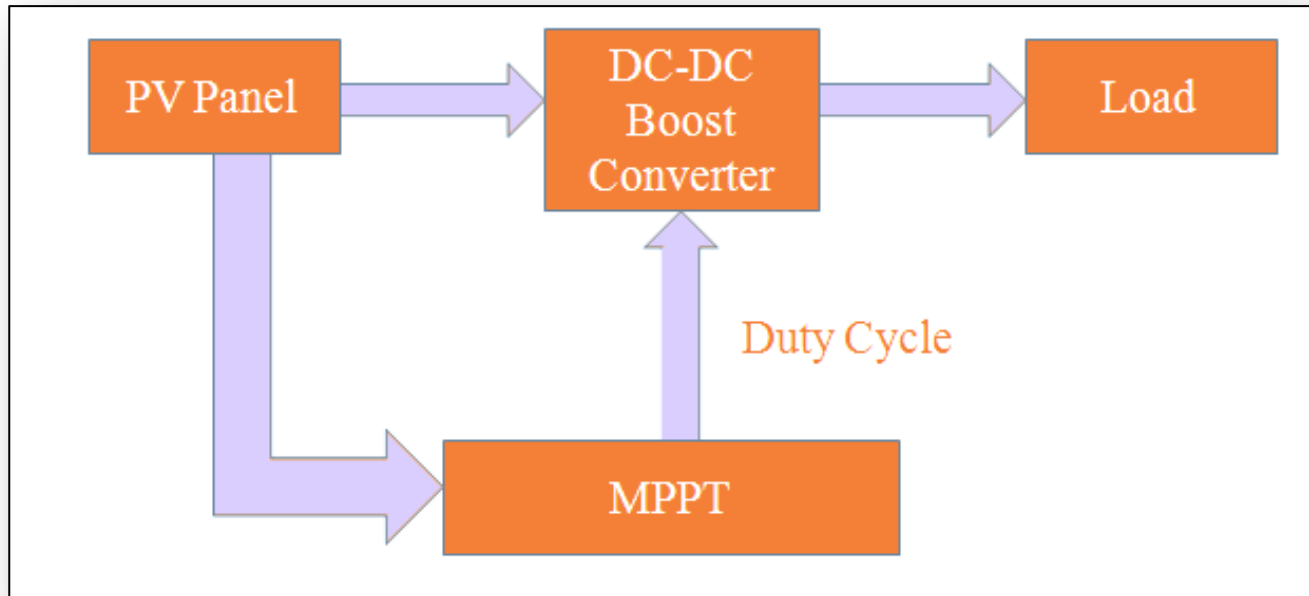 PV Panel
DC-DC
Boost
Converter
Load
Duty Cycle
MPPT